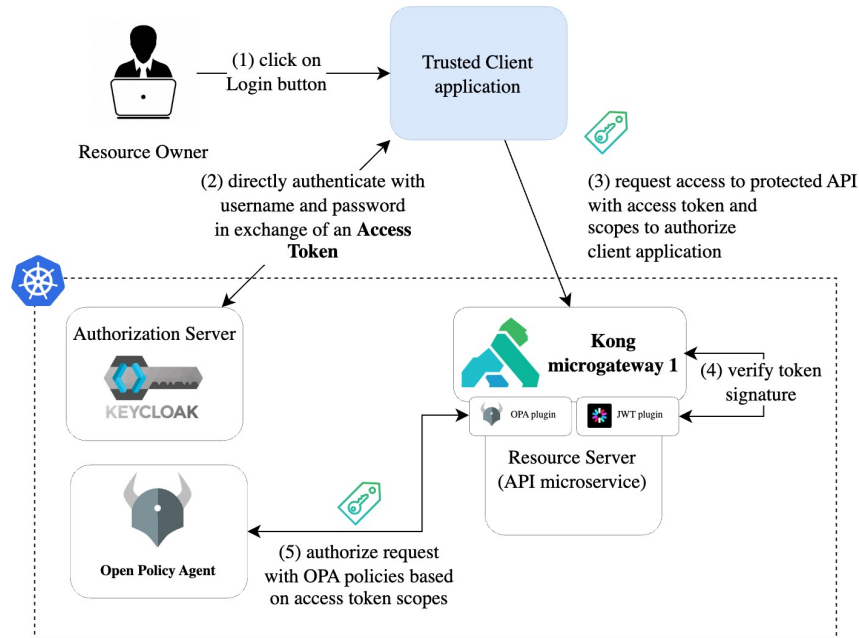 (1) click on
Login button
Trusted Client
application
Resource Owner
(2) directly authenticate with
username and password
in exchange of an Access
Token
(3) request access to protected API
with access token and
scopes to authorize
client application
Authorization Server
KEYCLOAK
Kong
microgateway 1
(4) verify token
signature
OPA plugin
JWT plugin
Resource Server
(API microservice)
Open Policy Agent
(5) authorize request
with OPA policies based
on access token scopes